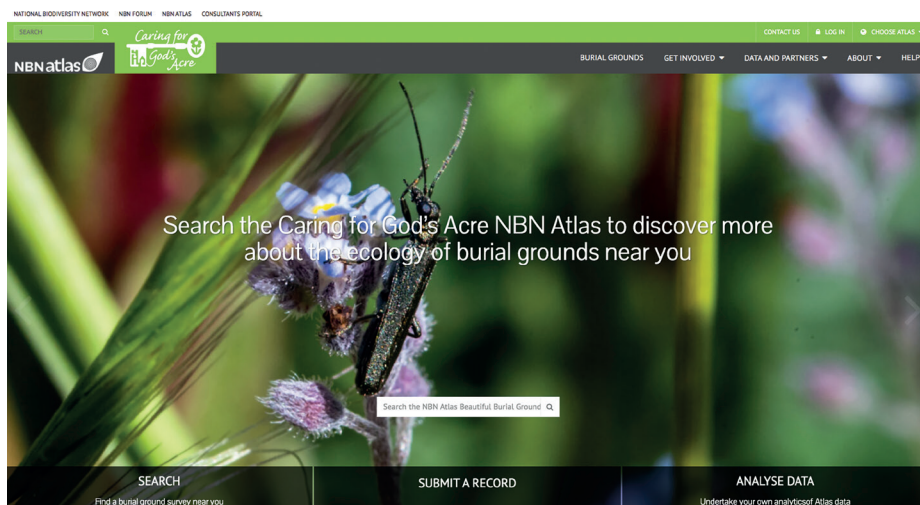 NATIONAL BIODIVERSITY NETWORK NBN FORUM NBN ATLAS CONSULTANTS PORTAL
SEARCH
CONTACT US LOG IN CHOOSE ATLAS
Caring for
God's
Acre
NBNatlas
BURIAL GROUNDS GET INVOLVED DATA AND PARTNERS ABOUT HELP
Search the Caring for God's Acre NBN Atlas to discover more
about the ecology of burial grounds near you
Search the NBN Atlas Beautiful Burial Ground
SEARCH
SUBMIT A RECORD
ANALYSE DATA
Find a burial ground survey near you
Undertake your own analyticsof Atlas data